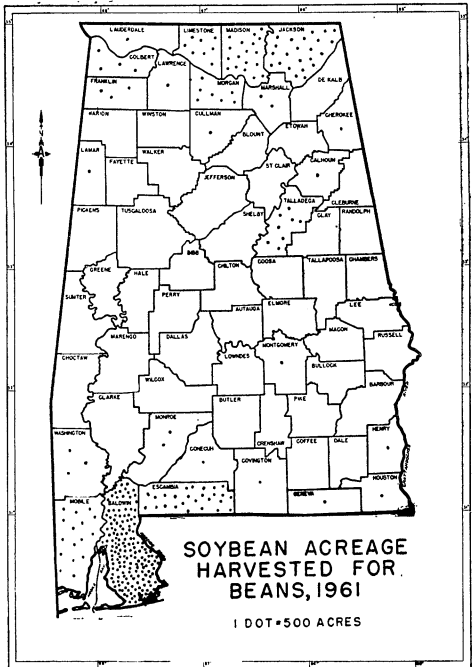 LAUDERDALE
LIMESTONE
MADISON
JACKSON
COLBERT
LAWRENCE
FRANKLIN
MORGAN
MARSHALL
DE KALB
MARION
WINSTON
CULLMAN
CHEROKEE
BLOUNT
ETOWAH
LAMAR
WALKER
FAYETTE
ST CLAIR
CALHOUN
JEFFERSON
TALLADEGA
CLEBURNE
PICKENS
TUSCALOOSA
SHELBY
CLAY
RANDOLPH
BIBB
GREENE
HALE
CHILTON
COOSA
TALLAPOOSA
CHAMBERS
SUMTER
PERRY
AUTAUGA
ELMORE
LEE
MARENGO
DALLAS
MACON
RUSSELL
MONTGOMERY
LOWNDES
CHOCTAW
BULLOCK
WILCOX
BARBOUR
CLARKE
BUTLER
PIKE
MONROE
WASHINGTON
CRENSHAW
COFFEE
DALE
HENRY
CONECUH
COVINGTON
ESCAMBIA
HOUSTON
GENEVA
MOBILE
BALDWIN
SOYBEAN ACREAGE
HARVESTED FOR
BEANS, 1961
1 DOT=500 ACRES